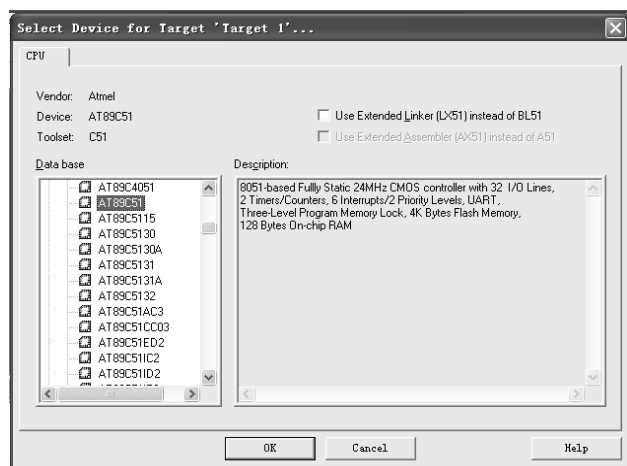 Select Device for Target 'Target 1'...
CPU
Vendor: Atmel
Device: AT89C51
Use Extended Linker (LX51) instead of BL51
Toolset: C51
Use Extended Assembler (AX51) instead of A51
Data base
Description:
AT89C4051
AT89C51
AT89C5115
AT89C5130
AT89C5130A
AT89C5131
AT89C5131A
AT89C5132
AT89C51AC3
AT89C51CC03
AT89C51ED2
AT89C51IC2
AT89C51ID2
8051-based Fullly Static 24MHz CMOS controller with 32 I/O Lines,
2 Timers/Counters, 6 Interrupts/2 Priority Levels, UART,
Three-Level Program Memory Lock, 4K Bytes Flash Memory,
128 Bytes On-chip RAM
OK
Cancel
Help